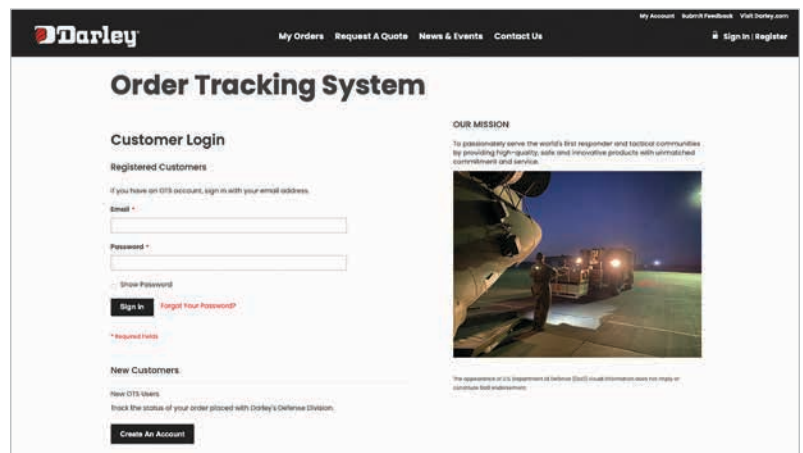 My Account Submit Feedback Visit Darley.com
Darley
My Orders Request A Quote News & Events Contact Us
Sign In | Register
Order Tracking System
Customer Login
Registered Customers
If you have an OTS account, sign in with your email address.
Email *
Password *
Show Password
Sign In Forgot Your Password?
* Required Fields
New Customers
New OTS Users
Track the status of your order placed with Darley's Defense Division.
Create An Account
OUR MISSION
To passionately serve the world's first responder and tactical communities
by providing high-quality, safe and innovative products with unmatched
commitment and service.
The appearance of U.S. Department of Defense (DoD) visual information does not imply or
constitute DoD endorsement.